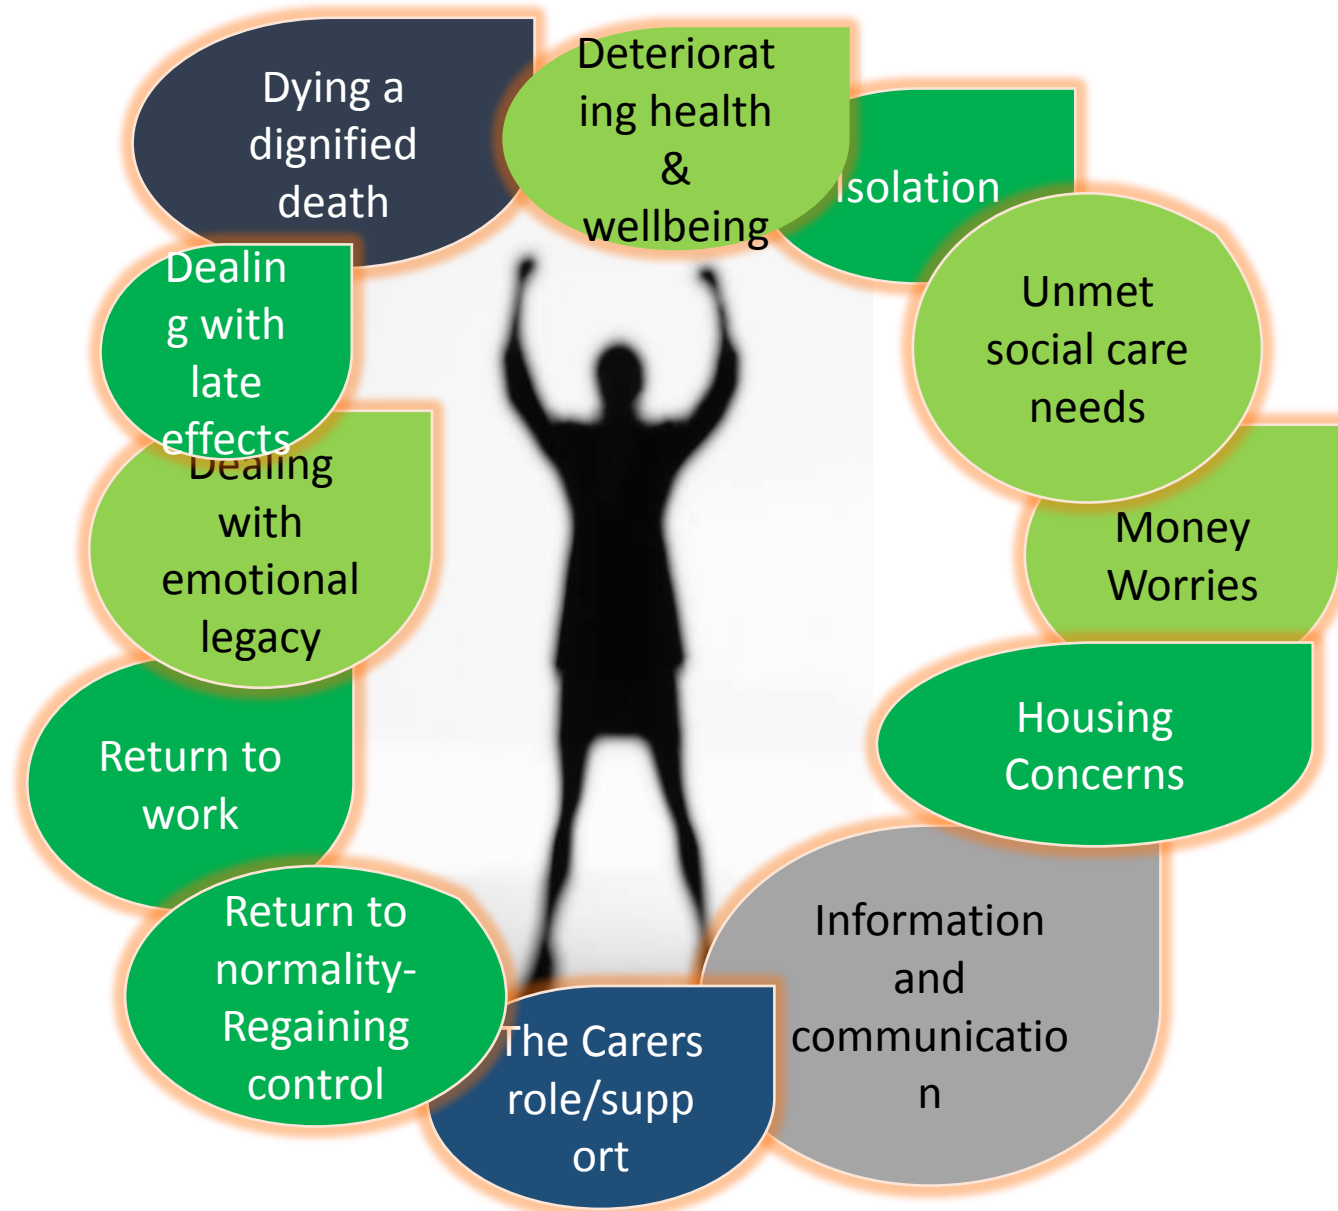 Dying a
dignified
death
Deteriorat
ing health
&
wellbeing
Isolation
Unmet
social care
needs
Money
Worries
Housing
Concerns
Information
and
communicatio
n
The Carers
role/supp
ort
Return to
normality-
Regaining
control
Return to
work
Dealing
with
emotional
legacy
Dealin
g with
late
effects